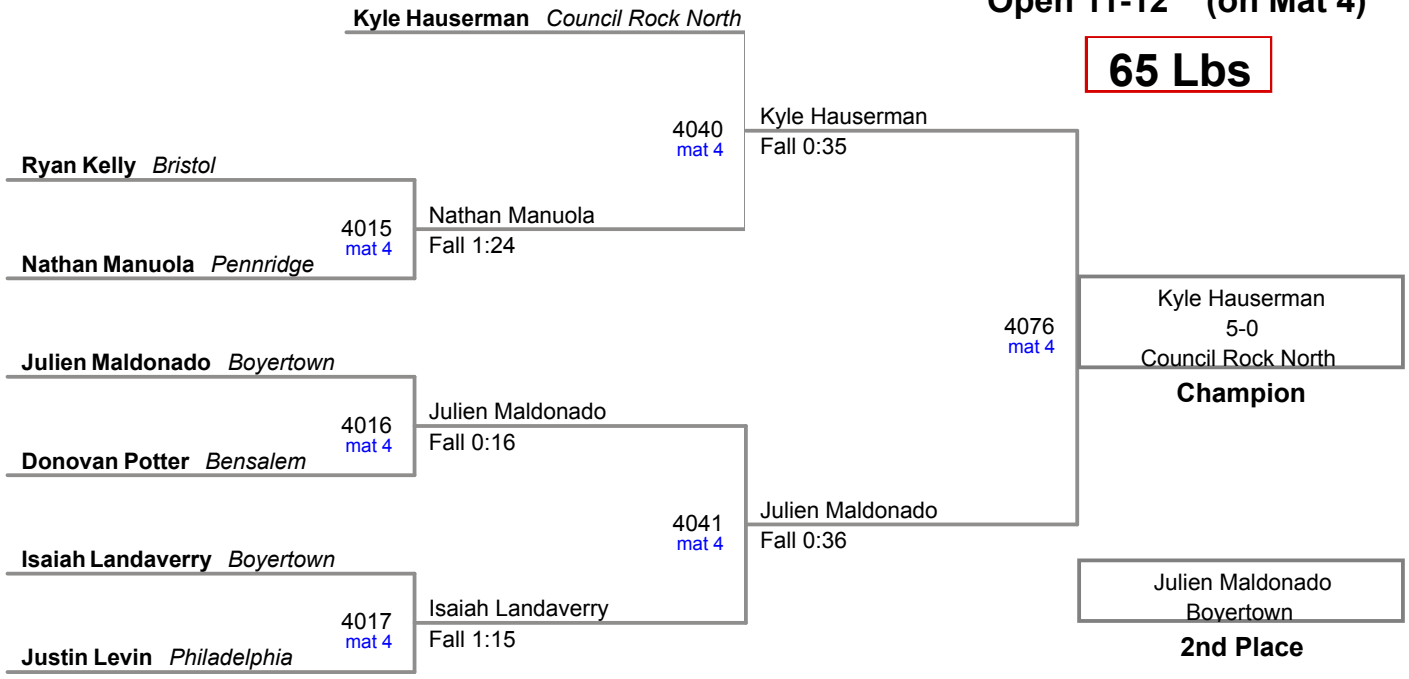 Open 11-12 (on Mat 4)
65 Lbs
Kyle Hauserman Council Rock North
4040
mat 4
Kyle Hauserman
Fall 0:35
Ryan Kelly Bristol
4015
mat 4
Nathan Manuola
Fall 1:24
Nathan Manuola Pennridge
4076
mat 4
Kyle Hauserman
5-0
Council Rock North
Champion
Julien Maldonado Boyertown
4016
mat 4
Julien Maldonado
Fall 0:16
Donovan Potter Bensalem
4041
mat 4
Julien Maldonado
Fall 0:36
Isaiah Landaverry Boyertown
4017
mat 4
Isaiah Landaverry
Fall 1:15
Justin Levin Philadelphia
Julien Maldonado
Boyertown
2nd Place